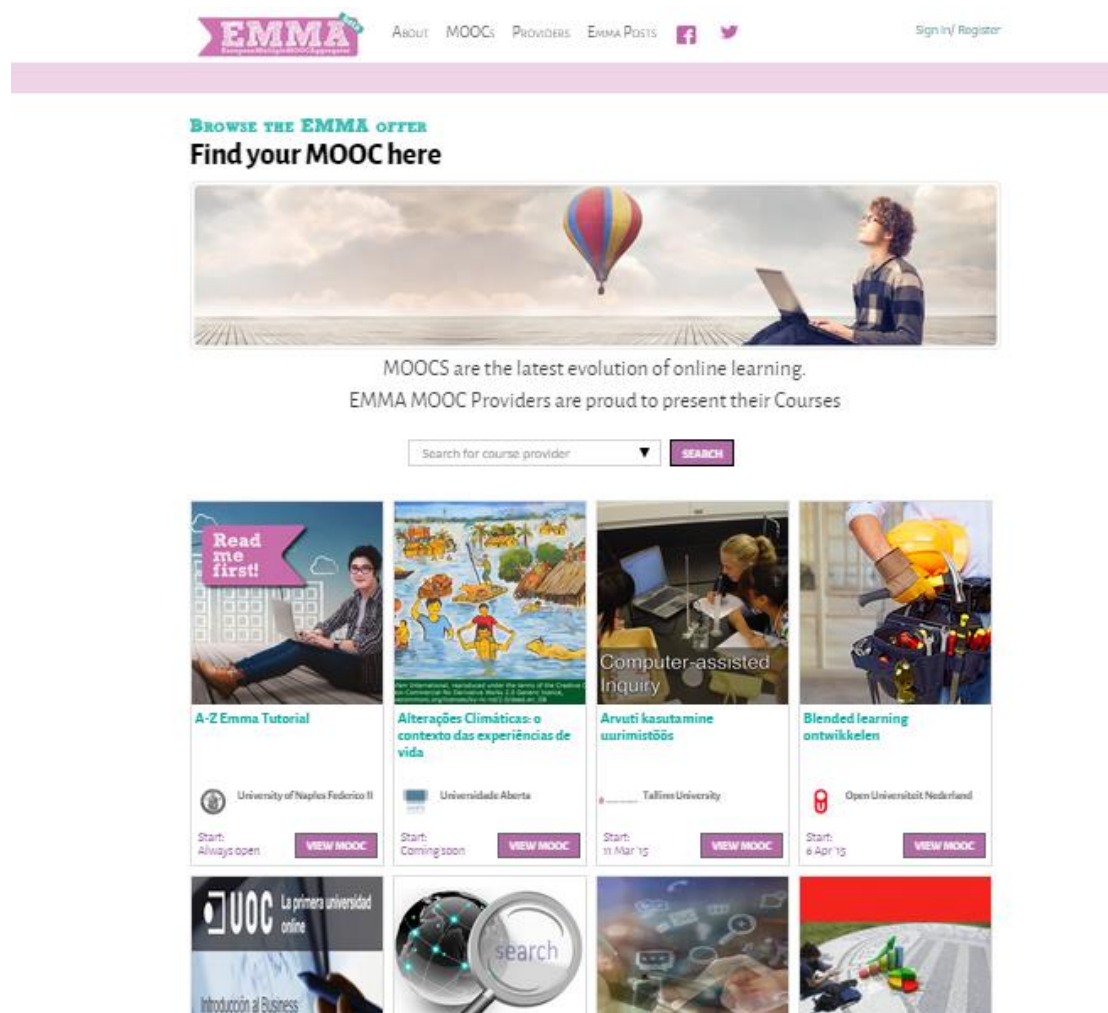 EMMA beta
EuropeanMultipleMOOCAggregator
About MOOCs Providers Emma Posts
Sign In/ Register
Browse the EMMA offer
Find your MOOC here
MOOCS are the latest evolution of online learning.
EMMA MOOC Providers are proud to present their Courses
Search for course provider
SEARCH
Read
me
first!
A-Z Emma Tutorial
University of Naples Federico II
Start:
Always open
VIEW MOOC
Alterações Climáticas: o
contexto das experiências de
vida
Universidade Aberta
Start:
Coming soon
VIEW MOOC
Computer-assisted
Inquiry
Arvuti kasutamine
uurimistöös
Tallinn University
Start:
11 Mar '15
VIEW MOOC
Blended learning
ontwikkelen
Open Universiteit Nederland
Start:
6 Apr '15
VIEW MOOC
UOC La primera universidad
online
Introducción al Business
search